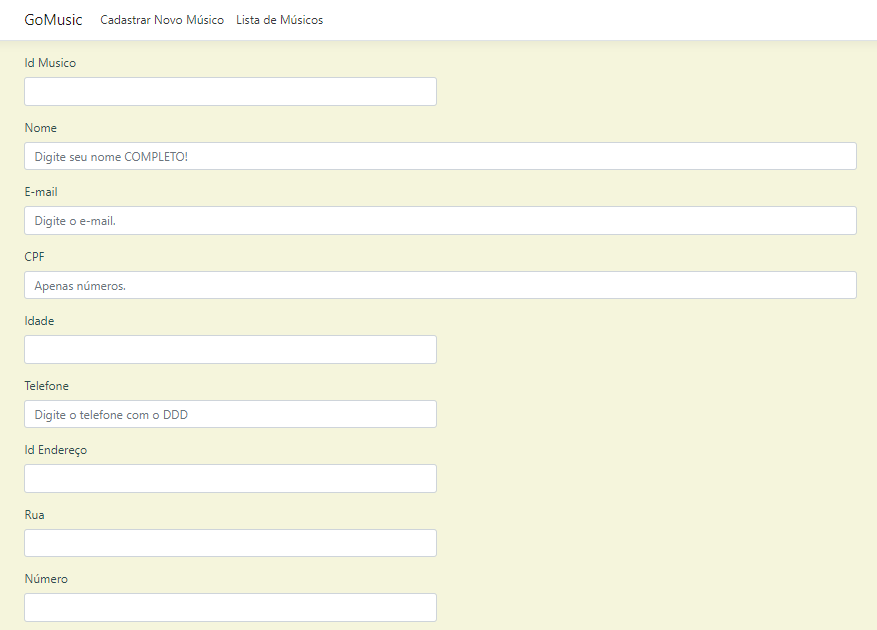 GoMusic Cadastrar Novo Músico Lista de Músicos
Id Musico
Nome
Digite seu nome COMPLETO!
E-mail
Digite o e-mail.
CPF
Apenas números.
Idade
Telefone
Digite o telefone com o DDD
Id Endereço
Rua
Número